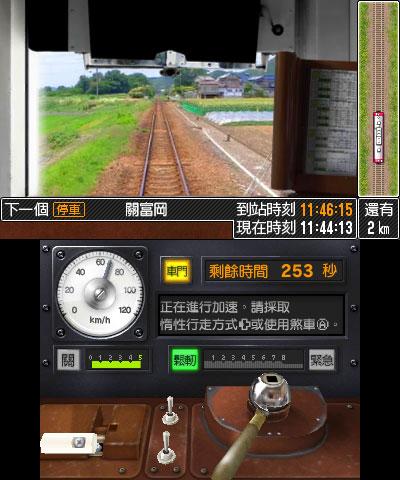 下一個 停車 關富岡 到站時刻 11:46:15 還有
現在時刻 11:44:13 2 km
車門 剩餘時間 253 秒
60
40 80
20 100
0 120
km/h
正在進行加速。請採取
惰性行走方式或使用煞車Ⓐ。
關 0 1 2 3 4 5 鬆軔 1 2 3 4 5 6 7 8 緊急